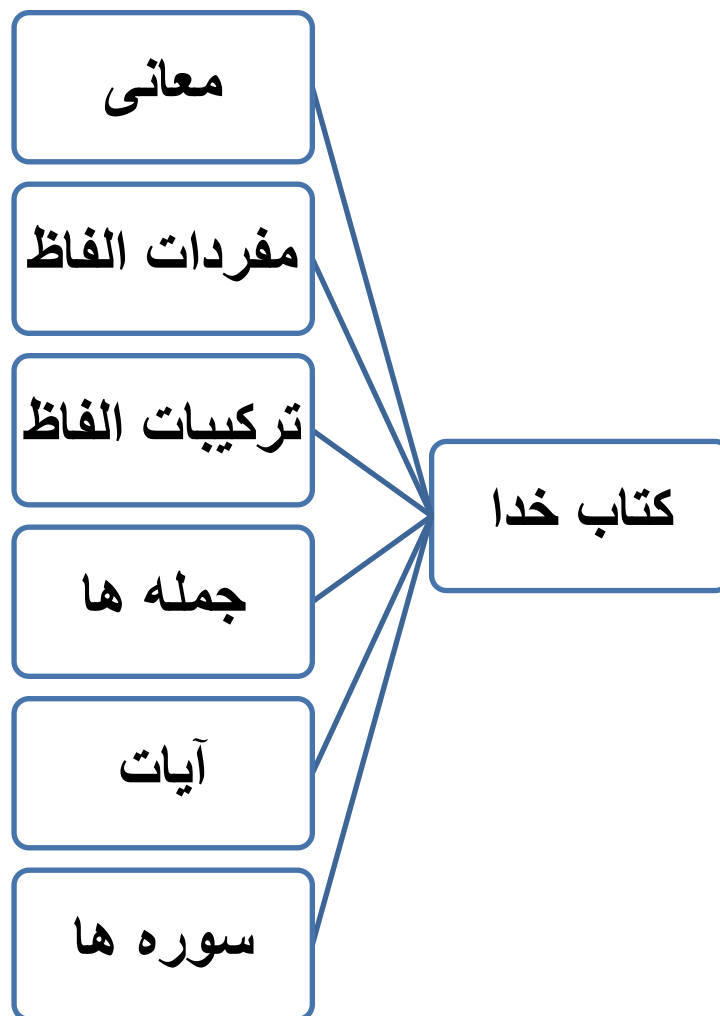 کتاب خدا
معانی
مفردات الفاظ
ترکیبات الفاظ
جمله ها
آیات
سوره ها